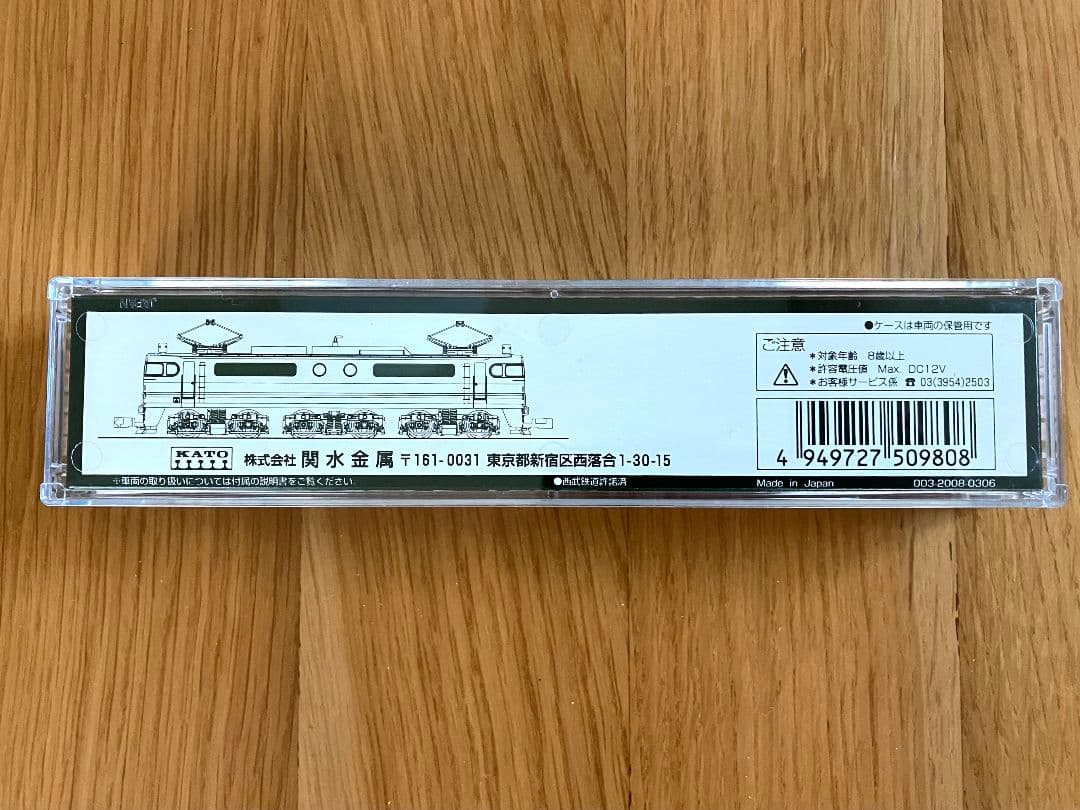 ●ケースは車両の保管用です
ご注意
＊対象年齢　8歳以上
＊許容電圧値　Max. DC12V
＊お客様サービス係 ☎ 03(3954)2503
A
4 949727 509808
KATO 株式会社 関水金属 〒161-0031 東京都新宿区西落合1-30-15
※車両の取り扱いについては付属の説明書をご覧ください。
●西武鉄道許諾済
Made in Japan
003-2008-0306